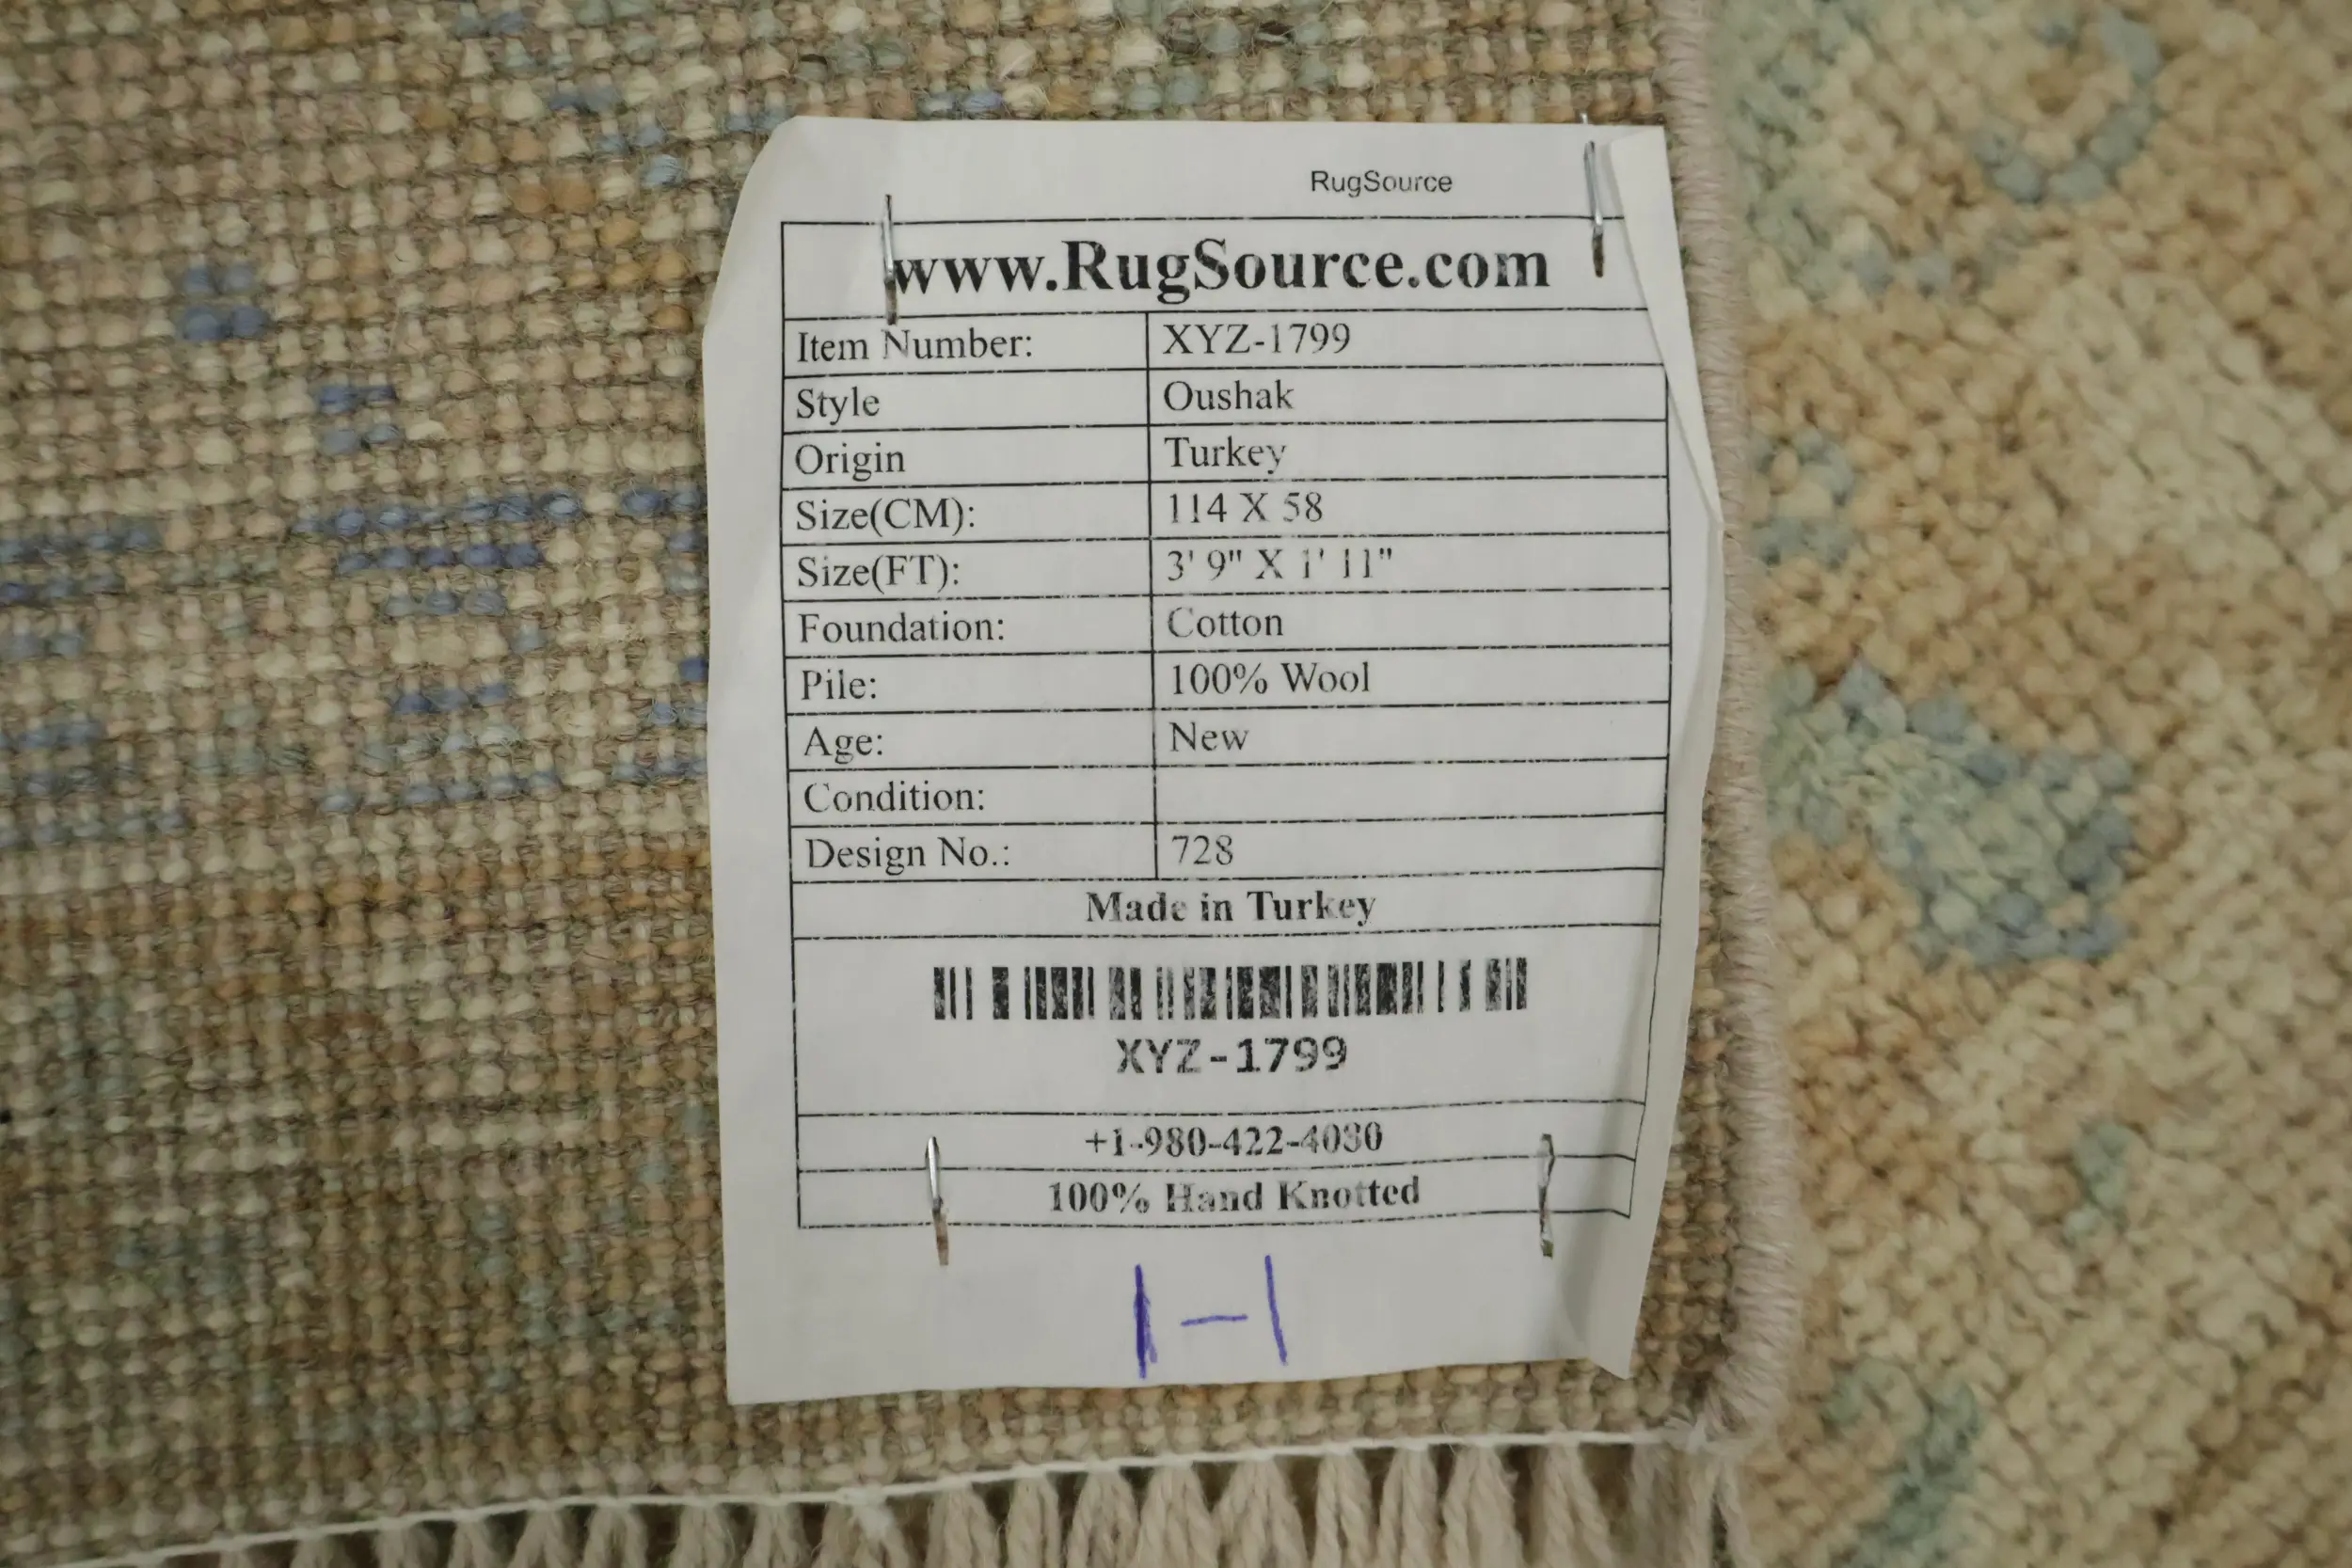 RugSource
www.RugSource.com
Item Number: XYZ-1799
Style Oushak
Origin Turkey
Size(CM): 114 X 58
Size(FT): 3' 9" X 1' 11"
Foundation: Cotton
Pile: 100% Wool
Age: New
Condition:
Design No.: 728
Made in Turkey
XYZ-1799
+1-980-422-4080
100% Hand Knotted
1-1